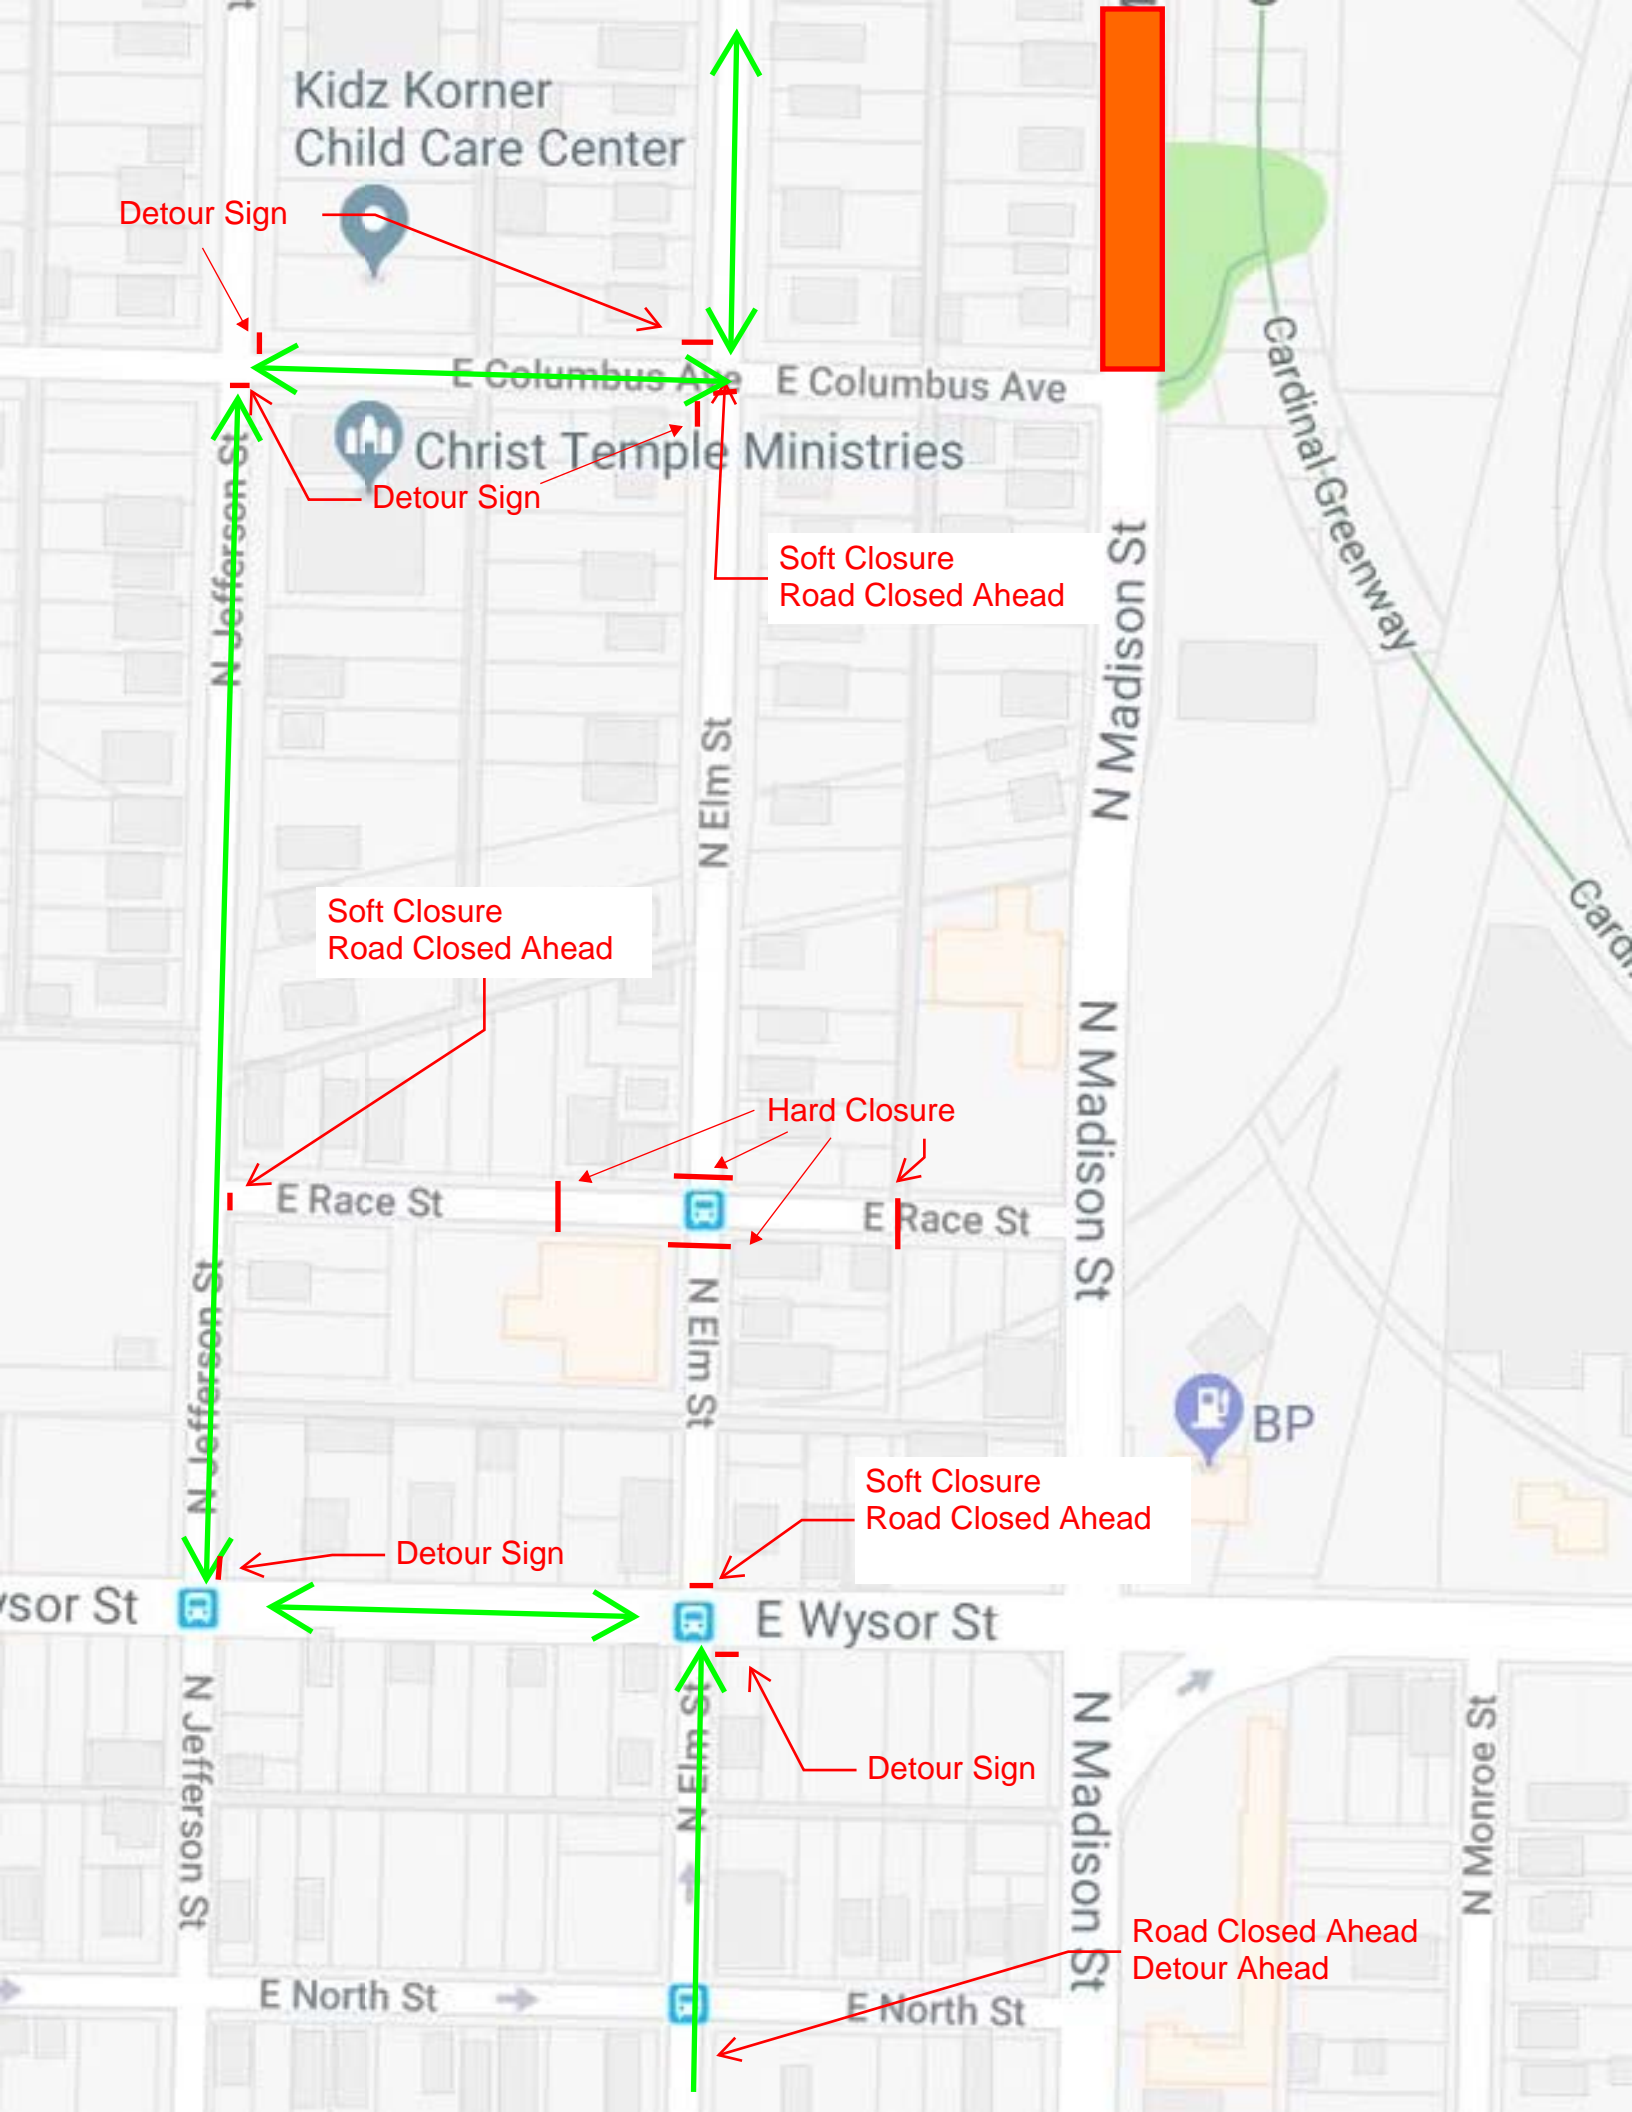 Kidz Korner
Child Care Center
Detour Sign
E Columbus Ave
E Columbus Ave
Christ Temple Ministries
Detour Sign
Cardinal Greenway
N Jefferson St
Soft Closure
Road Closed Ahead
N Madison St
N Elm St
Soft Closure
Road Closed Ahead
N Madison St
Hard Closure
E Race St
E Race St
N Jefferson St
N Elm St
BP
Soft Closure
Road Closed Ahead
Detour Sign
E Wysor St
N Jefferson St
N Elm St
N Madison St
N Monroe St
Detour Sign
Road Closed Ahead
Detour Ahead
E North St
E North St